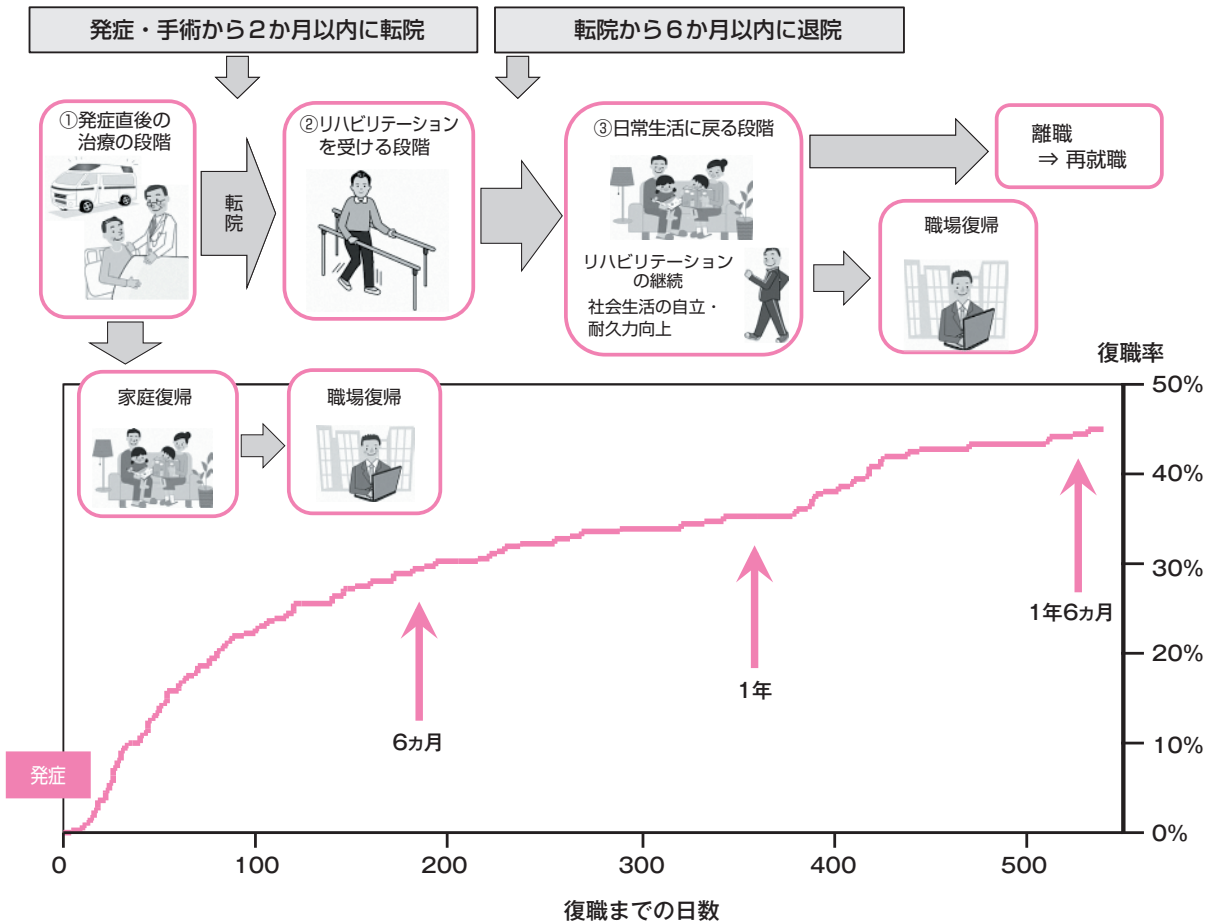 発症・手術から２か月以内に転院
転院から６か月以内に退院
①発症直後の
治療の段階
転院
②リハビリテーション
を受ける段階
③日常生活に戻る段階
リハビリテーション
の継続
社会生活の自立・
耐久力向上
離職
⇒ 再就職
職場復帰
家庭復帰
職場復帰
復職率
50%
40%
30%
20%
10%
0%
6ヵ月
1年
1年6ヵ月
発症
0
100
200
300
400
500
復職までの日数